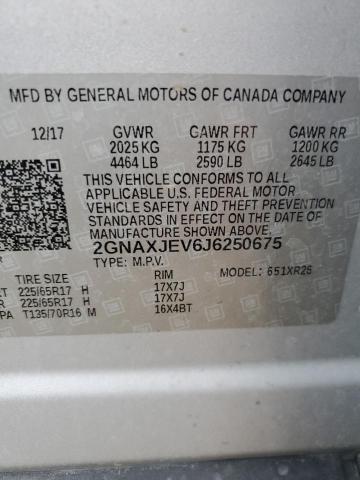 MFD BY GENERAL MOTORS OF CANADA COMPANY
12/17 GVWR GAWR FRT GAWR RR
2025 KG 1175 KG 1200 KG
4464 LB 2590 LB 2645 LB
THIS VEHICLE CONFORMS TO ALL
APPLICABLE U.S. FEDERAL MOTOR
VEHICLE SAFETY AND THEFT PREVENTION
STANDARDS IN EFFECT ON THE DATE OF
MANUFACTURE SHOWN ABOVE.
2GNAXJEV6J6250675
TYPE: M.P.V. MODEL: 651XR26
TIRE SIZE RIM
225/65R17 H 17X7J
225/65R17 H 17X7J
PA T135/70R16 M 16X4BT